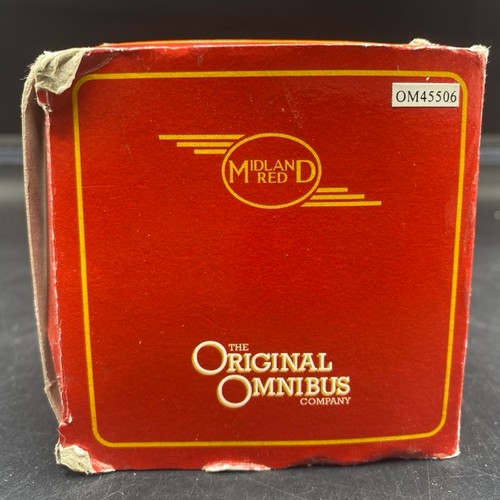 OM45506
MIDLAND
RED
THE
ORIGINAL
OMNIBUS
COMPANY